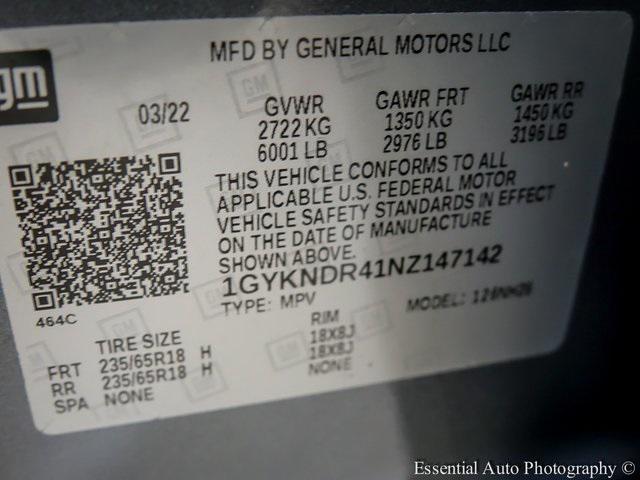 gm
MFD BY GENERAL MOTORS LLC
03/22
GVWR
2722 KG
6001 LB
GAWR FRT
1350 KG
2976 LB
GAWR RR
1450 KG
3196 LB
THIS VEHICLE CONFORMS TO ALL
APPLICABLE U.S. FEDERAL MOTOR
VEHICLE SAFETY STANDARDS IN EFFECT
ON THE DATE OF MANUFACTURE
SHOWN ABOVE.
1GYKNDR41NZ147142
TYPE: MPV
MODEL:
464C
TIRE SIZE
RIM
FRT 235/65R18 H 18X8J
RR 235/65R18 H 18X8J
SPA NONE NONE
Essential Auto Photography ©